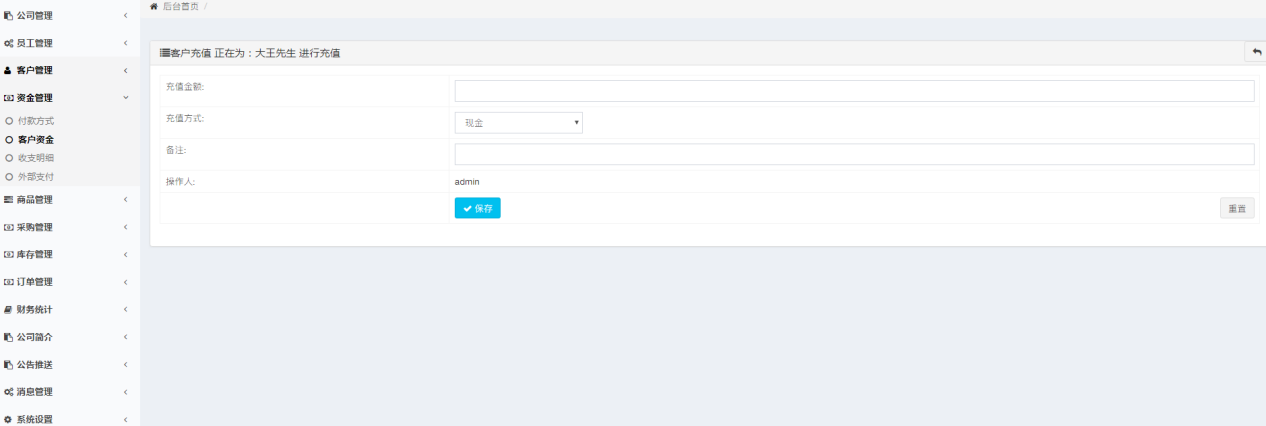 公司管理
员工管理
客户管理
资金管理
付款方式
客户资金
收支明细
外部支付
商品管理
采购管理
库存管理
订单管理
财务统计
公司简介
公告推送
消息管理
系统设置
后台首页 /
客户充值 正在为：大王先生 进行充值
充值金额:
充值方式:
现金
备注:
操作人:
admin
保存
重置